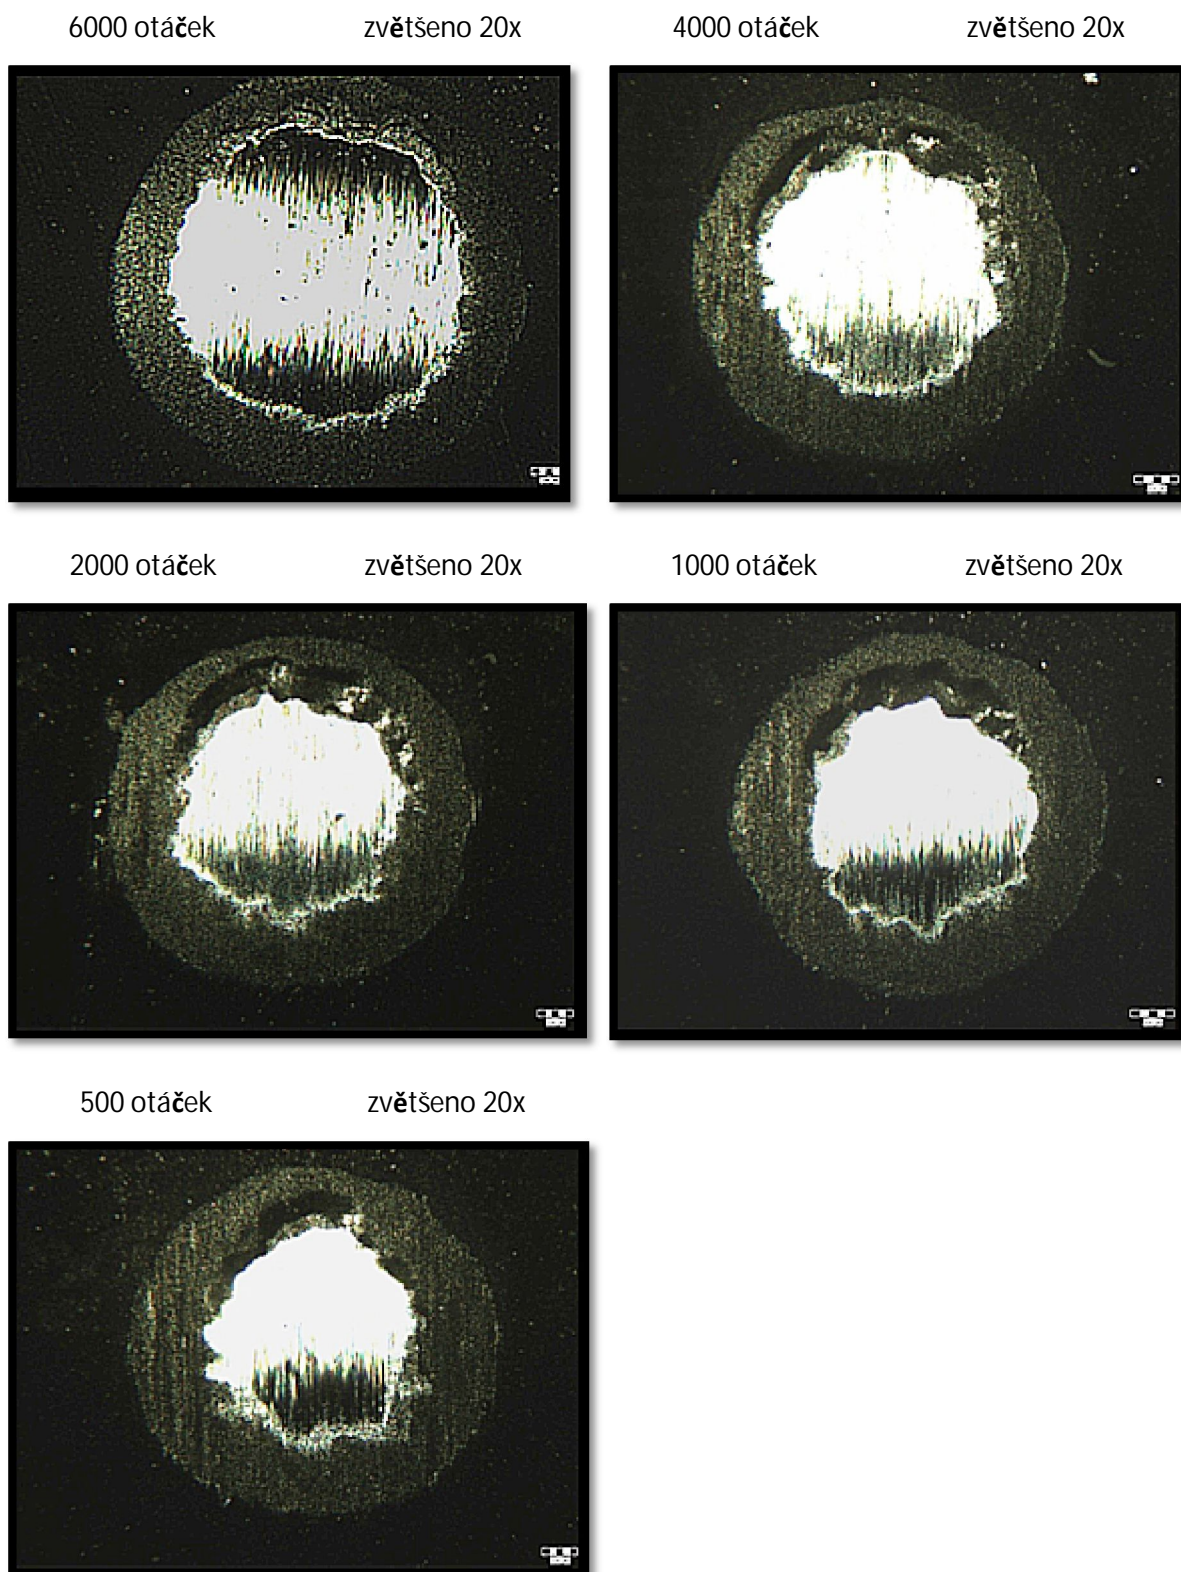 6000 otáček zvětšeno 20x
4000 otáček zvětšeno 20x
2000 otáček zvětšeno 20x
1000 otáček zvětšeno 20x
500 otáček zvětšeno 20x